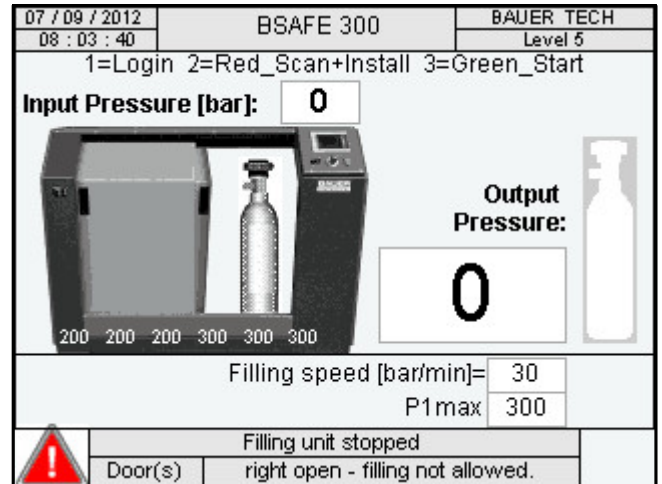 07 / 09 / 2012 BSAFE 300 BAUER TECH
08 : 03 : 40 Level 5
1=Login 2=Red_Scan+Install 3=Green_Start
Input Pressure [bar]: 0
BAUER
Output
Pressure:
0
200 200 200 300 300 300
Filling speed [bar/min]= 30
P1max 300
Filling unit stopped
Door(s) right open - filling not allowed.